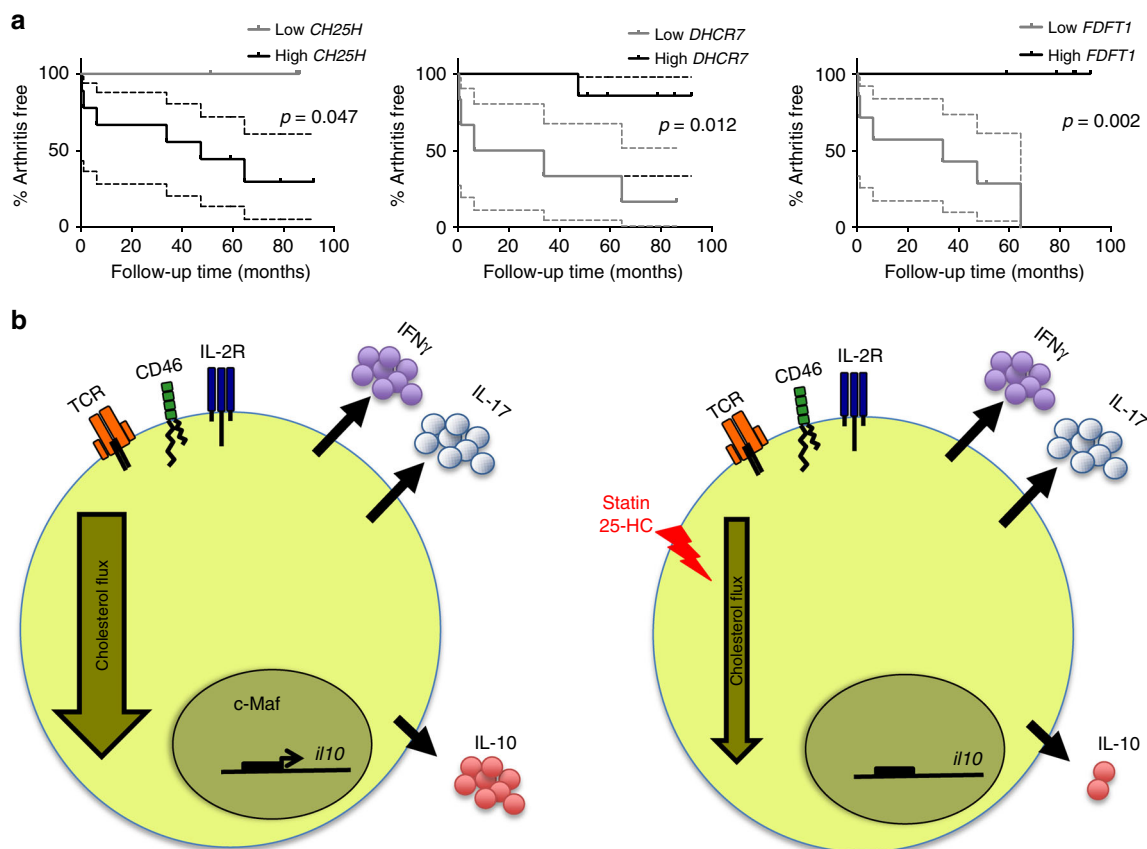 a
Low CH25H
High CH25H
100
50
0
% Arthritis free
p = 0.047
0 20 40 60 80 100
Follow-up time (months)
Low DHCR7
High DHCR7
100
50
0
% Arthritis free
p = 0.012
0 20 40 60 80 100
Follow-up time (months)
Low FDFT1
High FDFT1
100
50
0
% Arthritis free
p = 0.002
0 20 40 60 80 100
Follow-up time (months)
b
TCR
CD46
IL-2R
IFNγ
IL-17
Cholesterol flux
c-Maf
il10
IL-10
TCR
CD46
IL-2R
IFNγ
IL-17
Statin
25-HC
Cholesterol flux
il10
IL-10